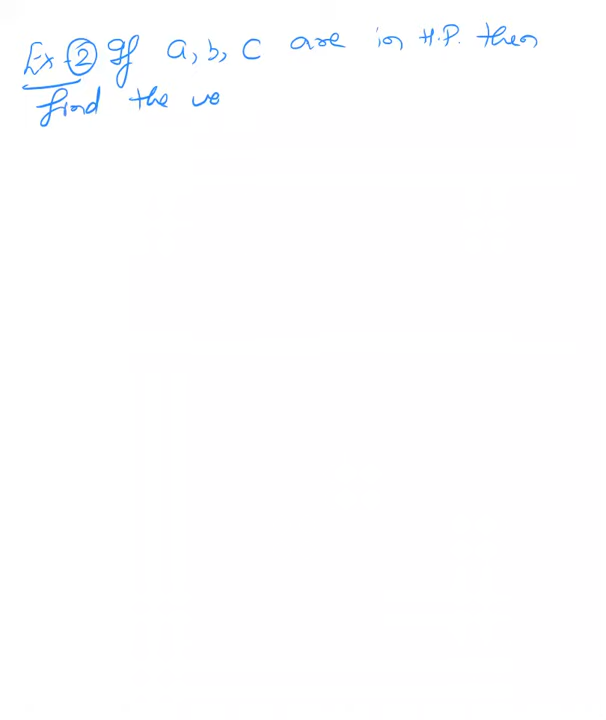 Ex-② If a, b, c are in H.P. then
find the ve